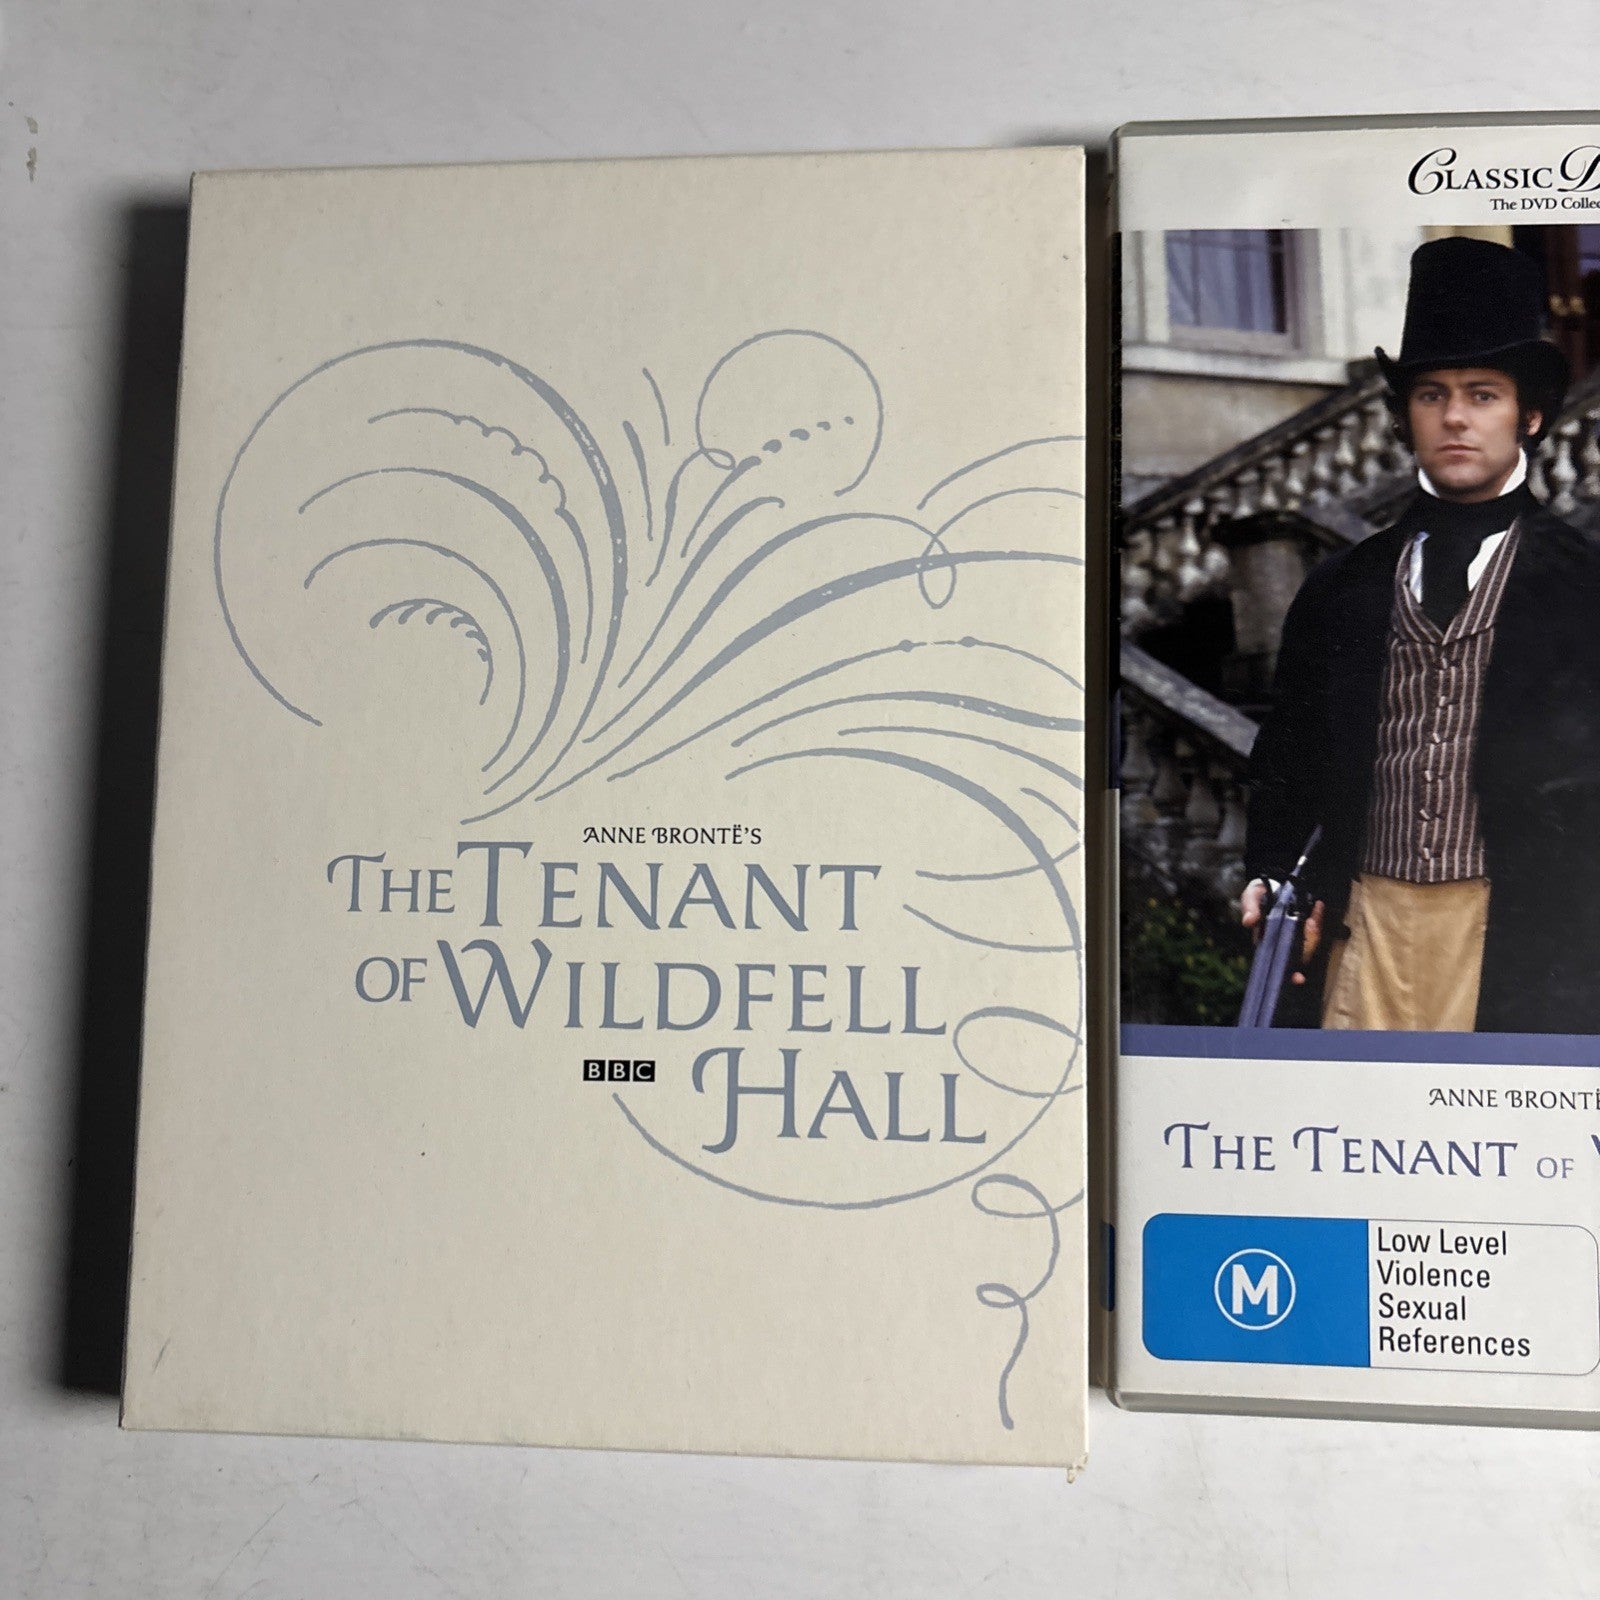 ANNE BRONTË'S
THE TENANT
OF WILDFELL
BBC HALL
CLASSIC
The DVD
ANNE BRONTË
THE TENANT OF
M
Low Level
Violence
Sexual
References